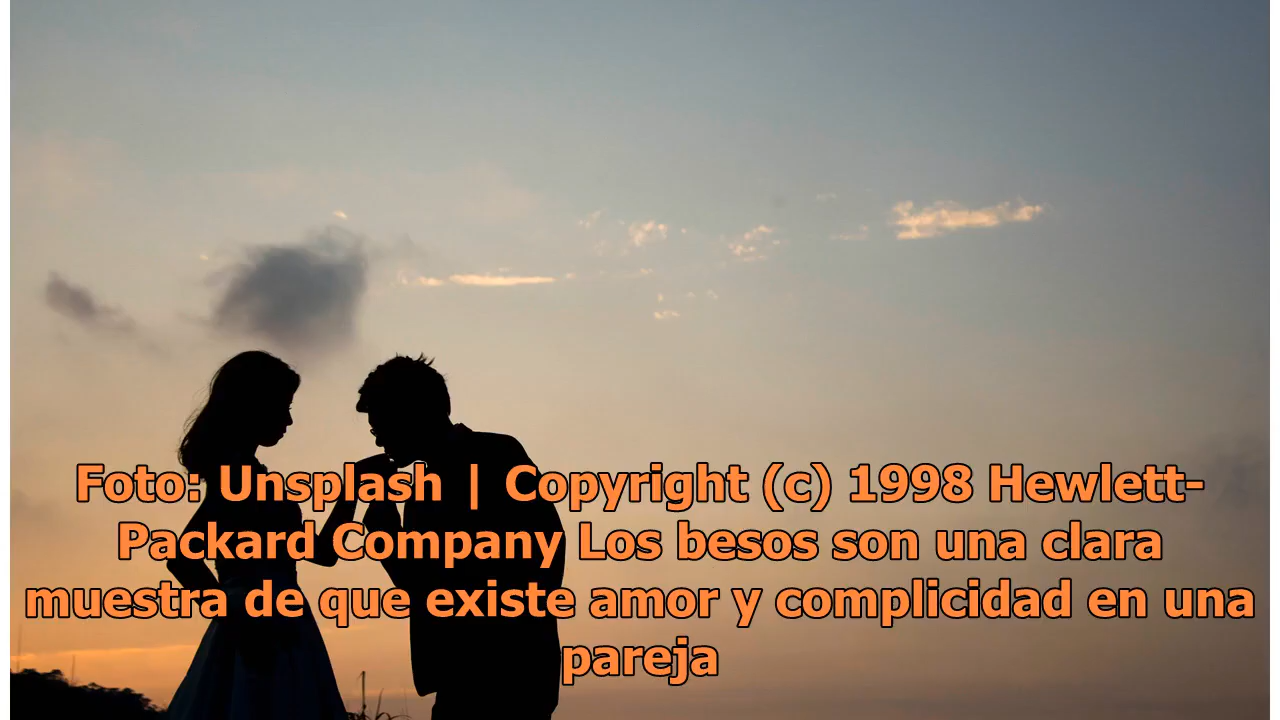 Foto: Unsplash | Copyright (c) 1998 Hewlett-
Packard Company Los besos son una clara
muestra de que existe amor y complicidad en una
pareja